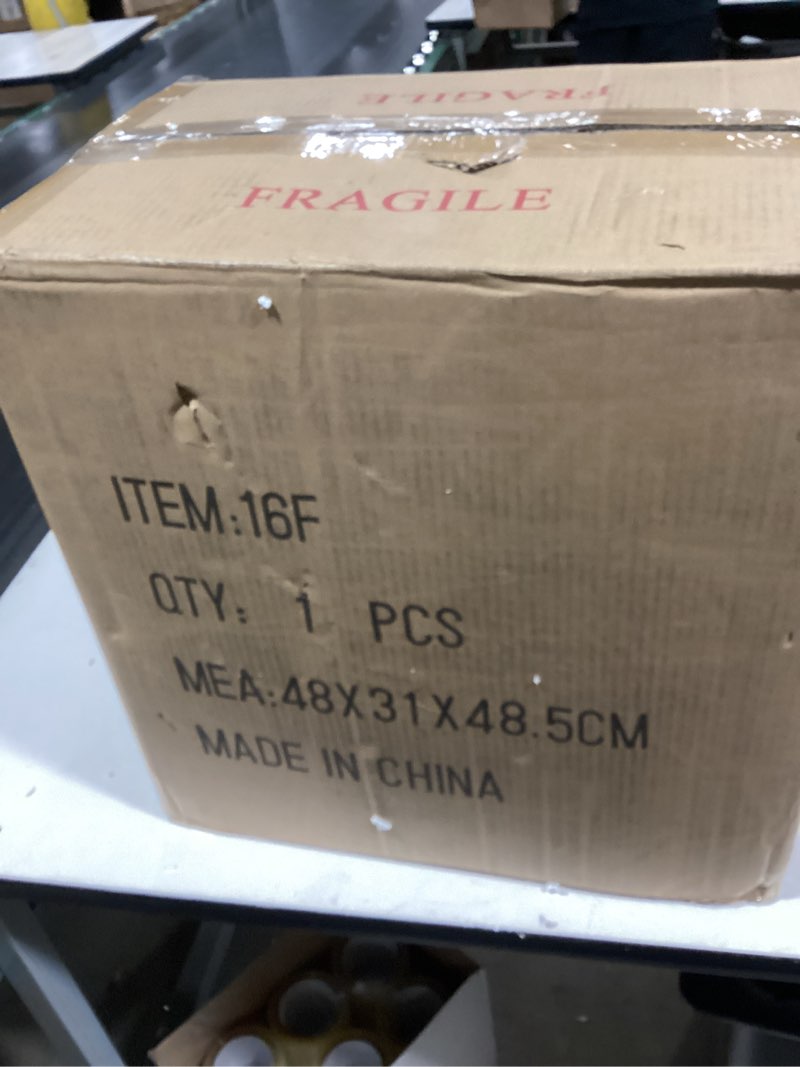 FRAGILE
FRAGILE
ITEM:16F
QTY: 1 PCS
MEA:48X31X48.5CM
MADE IN CHINA